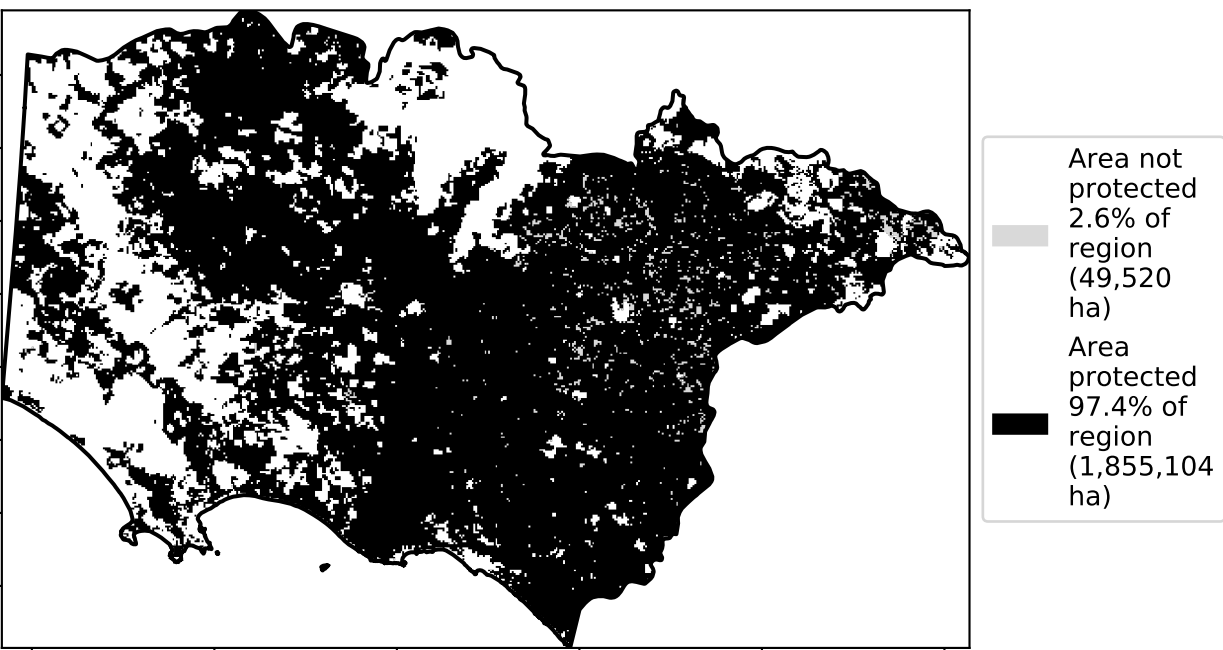 Area not
protected
2.6% of
region
(49,520
ha)
Area
protected
97.4% of
region
(1,855,104
ha)